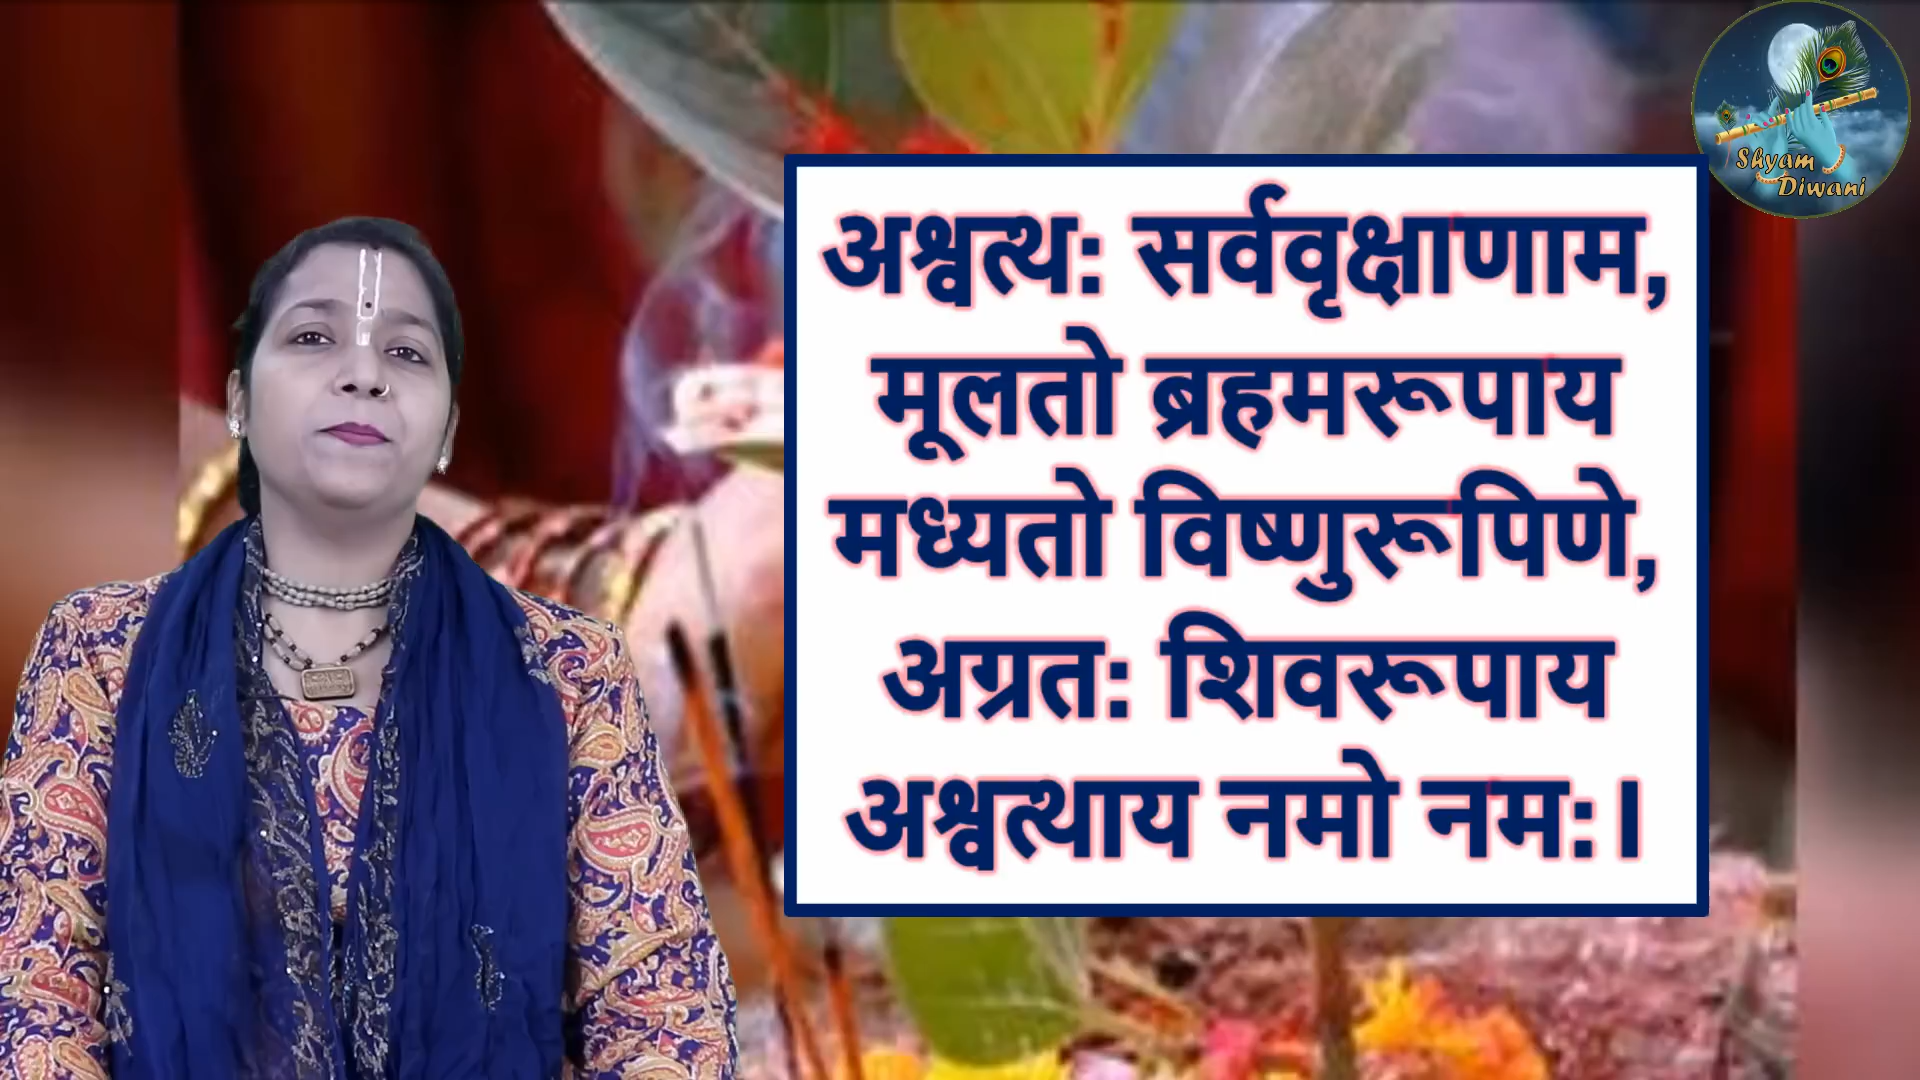 अश्वत्थ: सर्ववृक्षाणाम,
मूलतो ब्रहमरूपाय
मध्यतो विष्णुरूपिणे,
अग्रत: शिवरूपाय
अश्वत्थाय नमो नम:।
Shyam
Diwani